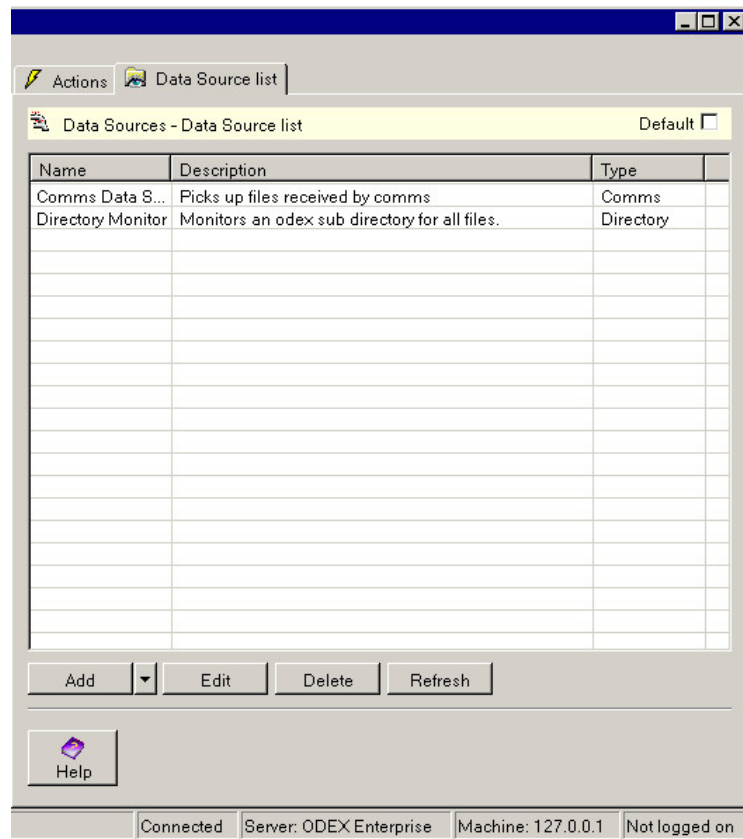 Actions Data Source list
Data Sources - Data Source list Default
Name Description Type
Comms Data S... Picks up files received by comms Comms
Directory Monitor Monitors an odex sub directory for all files. Directory
Add Edit Delete Refresh
Help
Connected Server: ODEX Enterprise Machine: 127.0.0.1 Not logged on